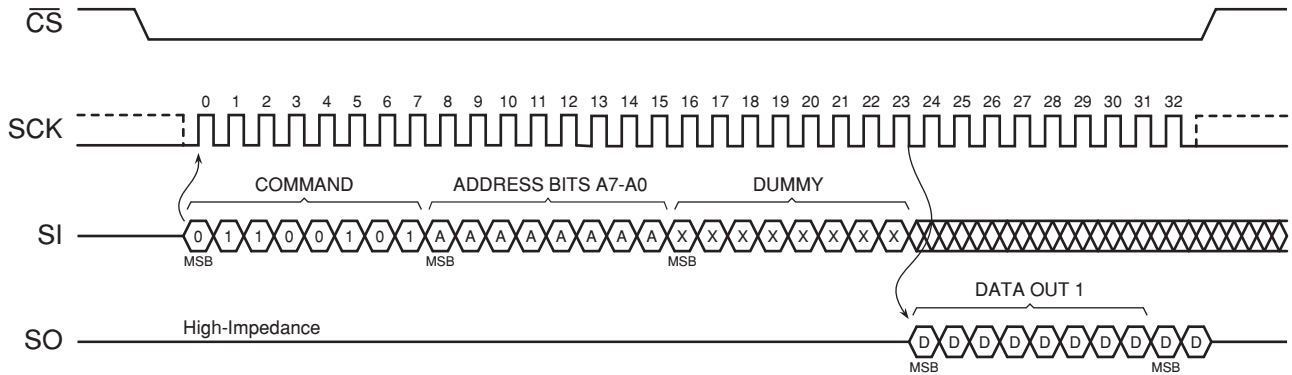 CS
0 1 2 3 4 5 6 7 8 9 10 11 12 13 14 15 16 17 18 19 20 21 22 23 24 25 26 27 28 29 30 31 32
SCK
COMMAND ADDRESS BITS A7-A0 DUMMY
SI 0 1 1 0 0 1 0 1 A A A A A A A A X X X X X X X X
MSB MSB MSB
DATA OUT 1
High-Impedance
SO D D D D D D D D D D
MSB MSB